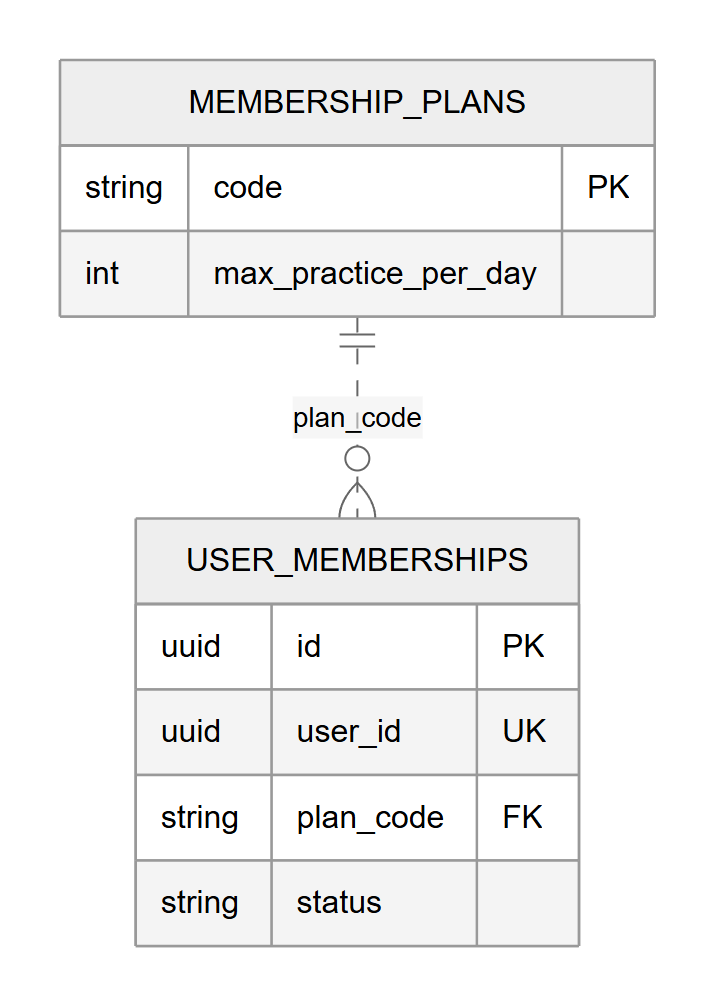 MEMBERSHIP_PLANS
string code PK
int max_practice_per_day
plan_code
USER_MEMBERSHIPS
uuid id PK
uuid user_id UK
string plan_code FK
string status